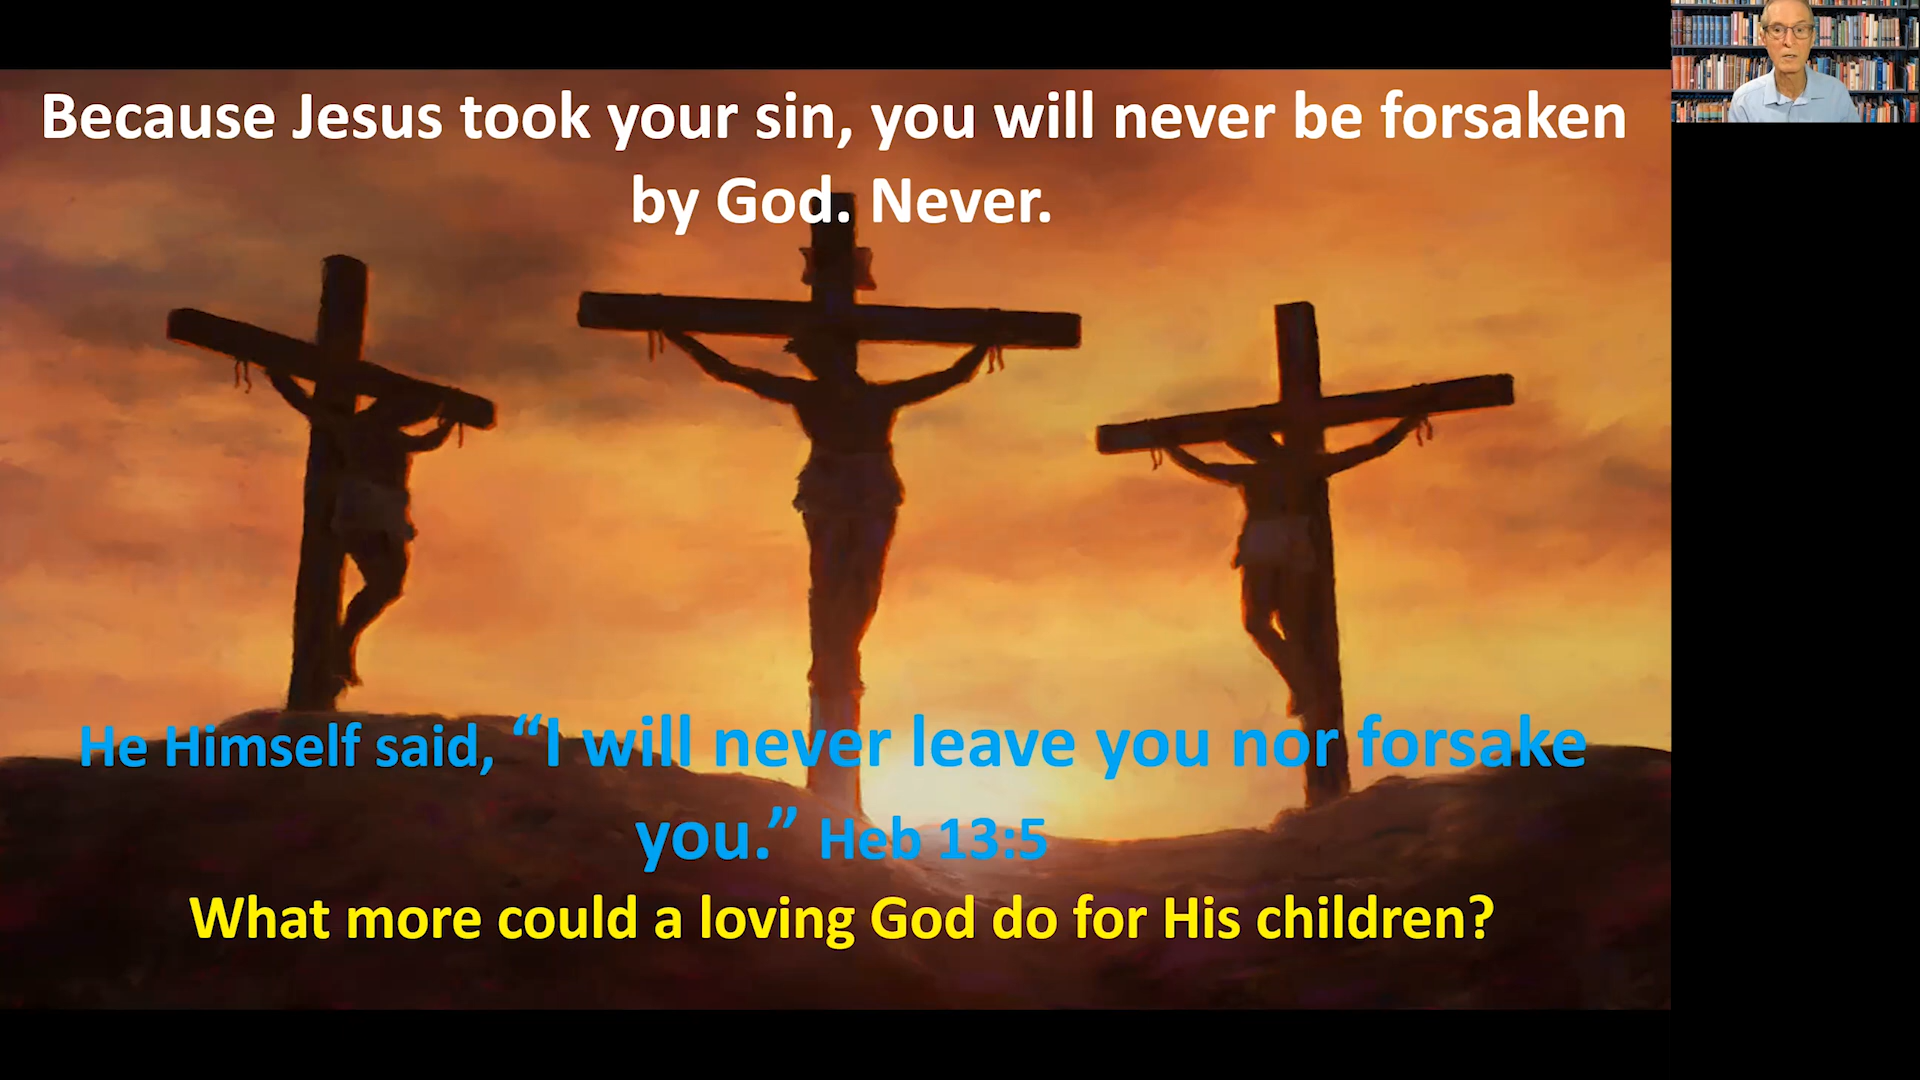 Because Jesus took your sin, you will never be forsaken
by God. Never.
He Himself said, “I will never leave you nor forsake
you.” Heb 13:5
What more could a loving God do for His children?